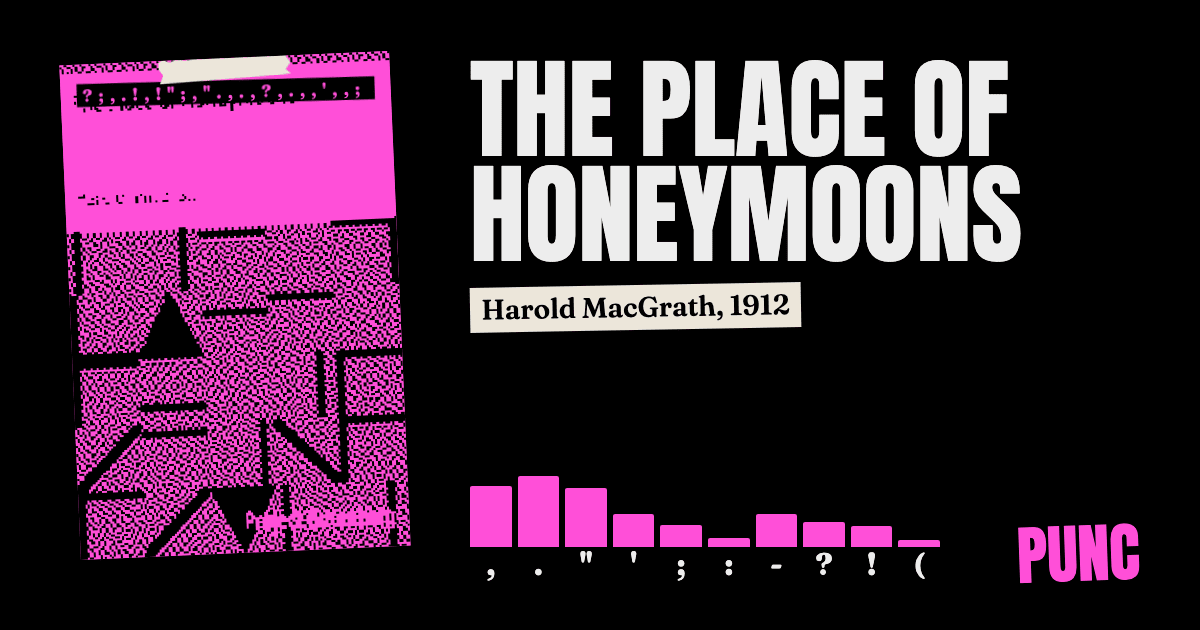 ?;,.!,!";,".,.,?,.,,',,;
THE PLACE OF
HONEYMOONS
Harold MacGrath, 1912
, . " ' ; : - ? ! (
PUNC